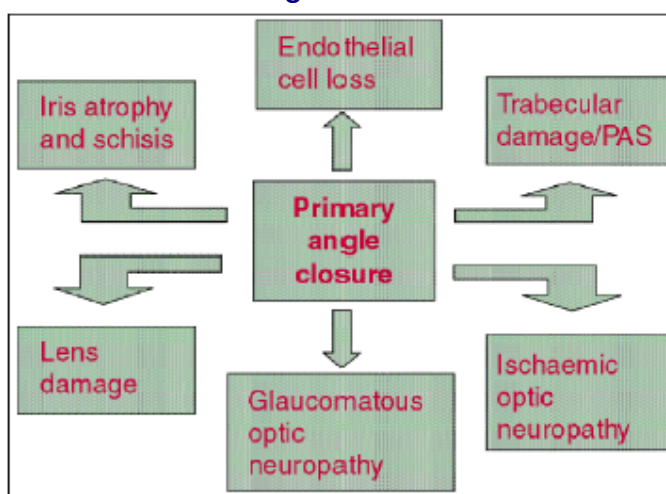 Endothelial
cell loss
Iris atrophy
and schisis
Trabecular
damage/PAS
Primary
angle
closure
Lens
damage
Glaucomatous
optic
neuropathy
Ischaemic
optic
neuropathy